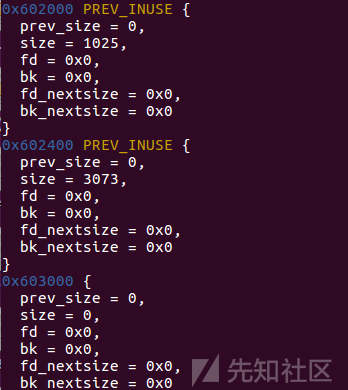 0x602000 PREV_INUSE {
  prev_size = 0,
  size = 1025,
  fd = 0x0,
  bk = 0x0,
  fd_nextsize = 0x0,
  bk_nextsize = 0x0
}
0x602400 PREV_INUSE {
  prev_size = 0,
  size = 3073,
  fd = 0x0,
  bk = 0x0,
  fd_nextsize = 0x0,
  bk_nextsize = 0x0
}
0x603000 {
  prev_size = 0,
  size = 0,
  fd = 0x0,
  bk = 0x0,
  fd_nextsize = 0x0,
  bk_nextsize = 0x0
先知社区